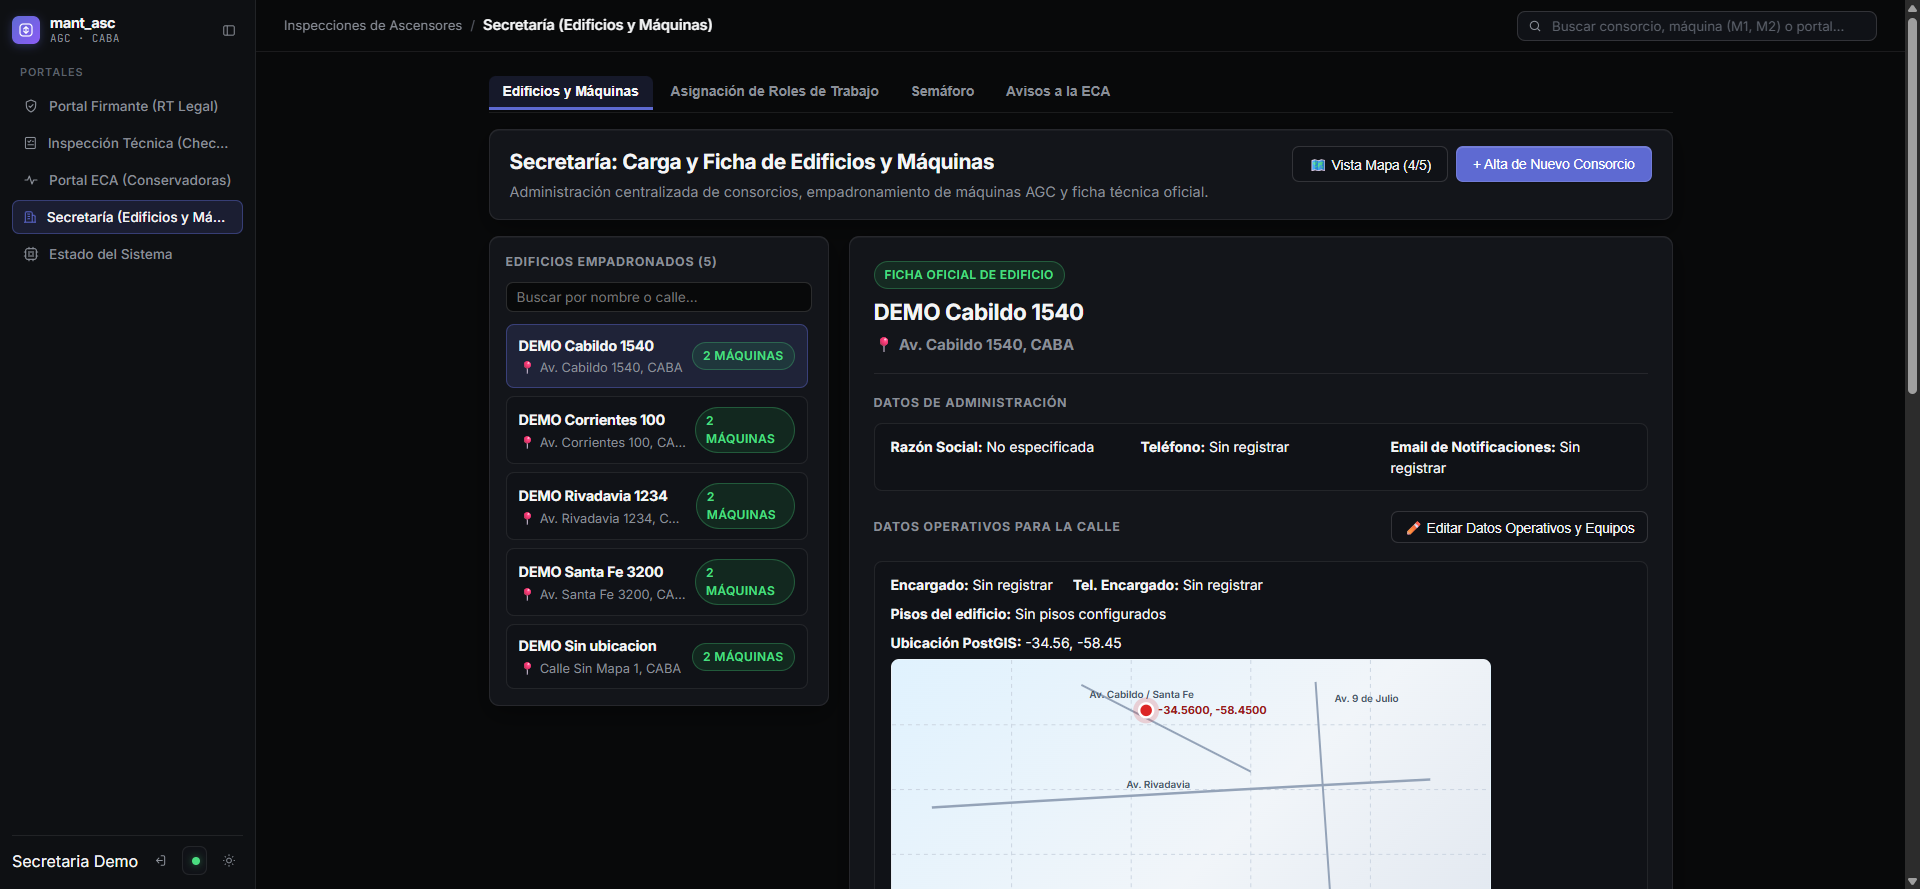 mant_asc
AGC · CABA
PORTALES
Portal Firmante (RT Legal)
Inspección Técnica (Chec...
Portal ECA (Conservadoras)
Secretaría (Edificios y Má...
Estado del Sistema
Secretaria Demo
Inspecciones de Ascensores / Secretaría (Edificios y Máquinas)
Buscar consorcio, máquina (M1, M2) o portal...
Edificios y Máquinas
Asignación de Roles de Trabajo
Semáforo
Avisos a la ECA
Secretaría: Carga y Ficha de Edificios y Máquinas
Administración centralizada de consorcios, empadronamiento de máquinas AGC y ficha técnica oficial.
Vista Mapa (4/5)
+ Alta de Nuevo Consorcio
EDIFICIOS EMPADRONADOS (5)
Buscar por nombre o calle...
DEMO Cabildo 1540
Av. Cabildo 1540, CABA
2 MÁQUINAS
DEMO Corrientes 100
Av. Corrientes 100, CA...
2
MÁQUINAS
DEMO Rivadavia 1234
Av. Rivadavia 1234, C...
2
MÁQUINAS
DEMO Santa Fe 3200
Av. Santa Fe 3200, CA...
2
MÁQUINAS
DEMO Sin ubicacion
Calle Sin Mapa 1, CABA
2 MÁQUINAS
FICHA OFICIAL DE EDIFICIO
DEMO Cabildo 1540
Av. Cabildo 1540, CABA
DATOS DE ADMINISTRACIÓN
Razón Social: No especificada
Teléfono: Sin registrar
Email de Notificaciones: Sin
registrar
DATOS OPERATIVOS PARA LA CALLE
Editar Datos Operativos y Equipos
Encargado: Sin registrar
Tel. Encargado: Sin registrar
Pisos del edificio: Sin pisos configurados
Ubicación PostGIS: -34.56, -58.45
Av. Cabildo / Santa Fe
Av. 9 de Julio
-34.5600, -58.4500
Av. Rivadavia